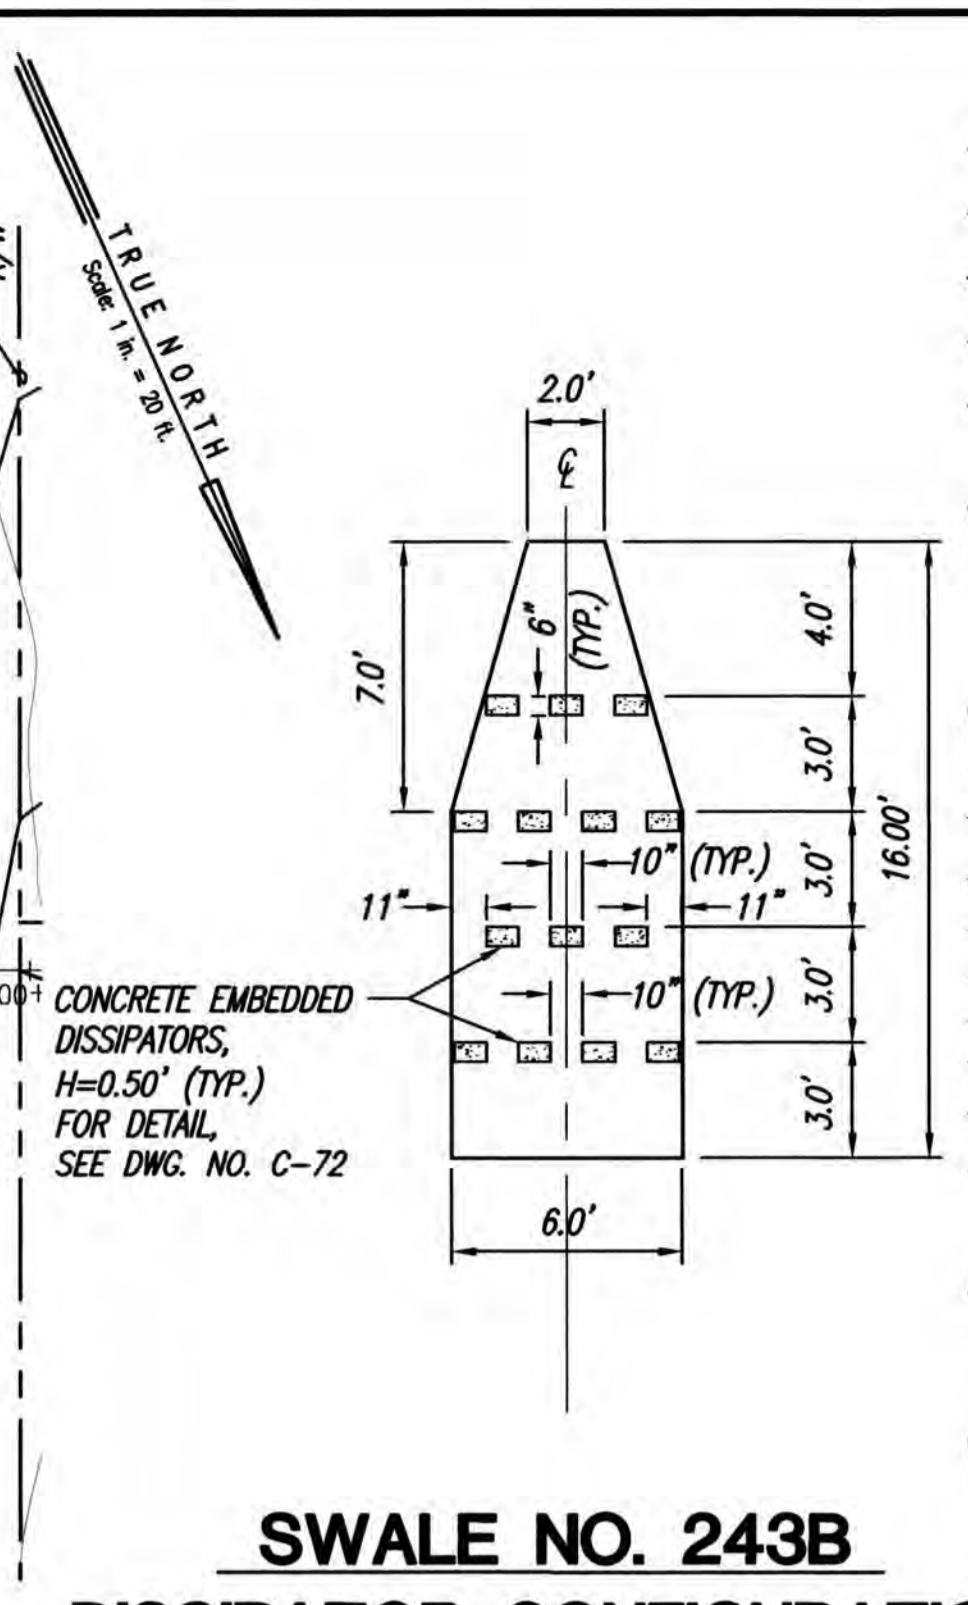 TRUE NORTH
Scale: 1 in. = 20 ft.
2.0'
℄
7.0'
6" (TYP.)
4.0'
3.0'
16.00'
10" (TYP.)
3.0'
11"
11"
10" (TYP.)
3.0'
CONCRETE EMBEDDED
DISSIPATORS,
H=0.50' (TYP.)
FOR DETAIL,
SEE DWG. NO. C-72
3.0'
6.0'
SWALE NO. 243B